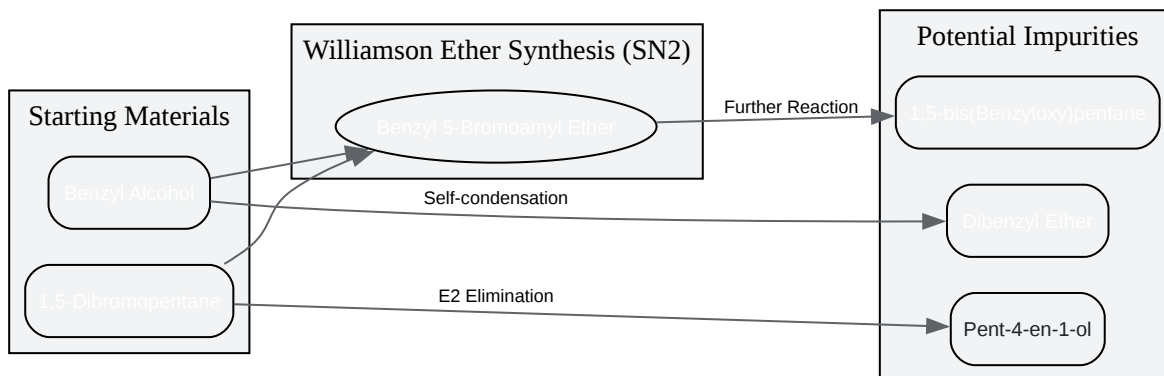 Potential Impurities
Williamson Ether Synthesis (SN2)
1,5-bis(Benzyloxy)pentane
Further Reaction
Starting Materials
Benzyl 5-Bromoamyl Ether
Benzyl Alcohol
Self-condensation
Dibenzyl Ether
1,5-Dibromopentane
E2 Elimination
Pent-4-en-1-ol